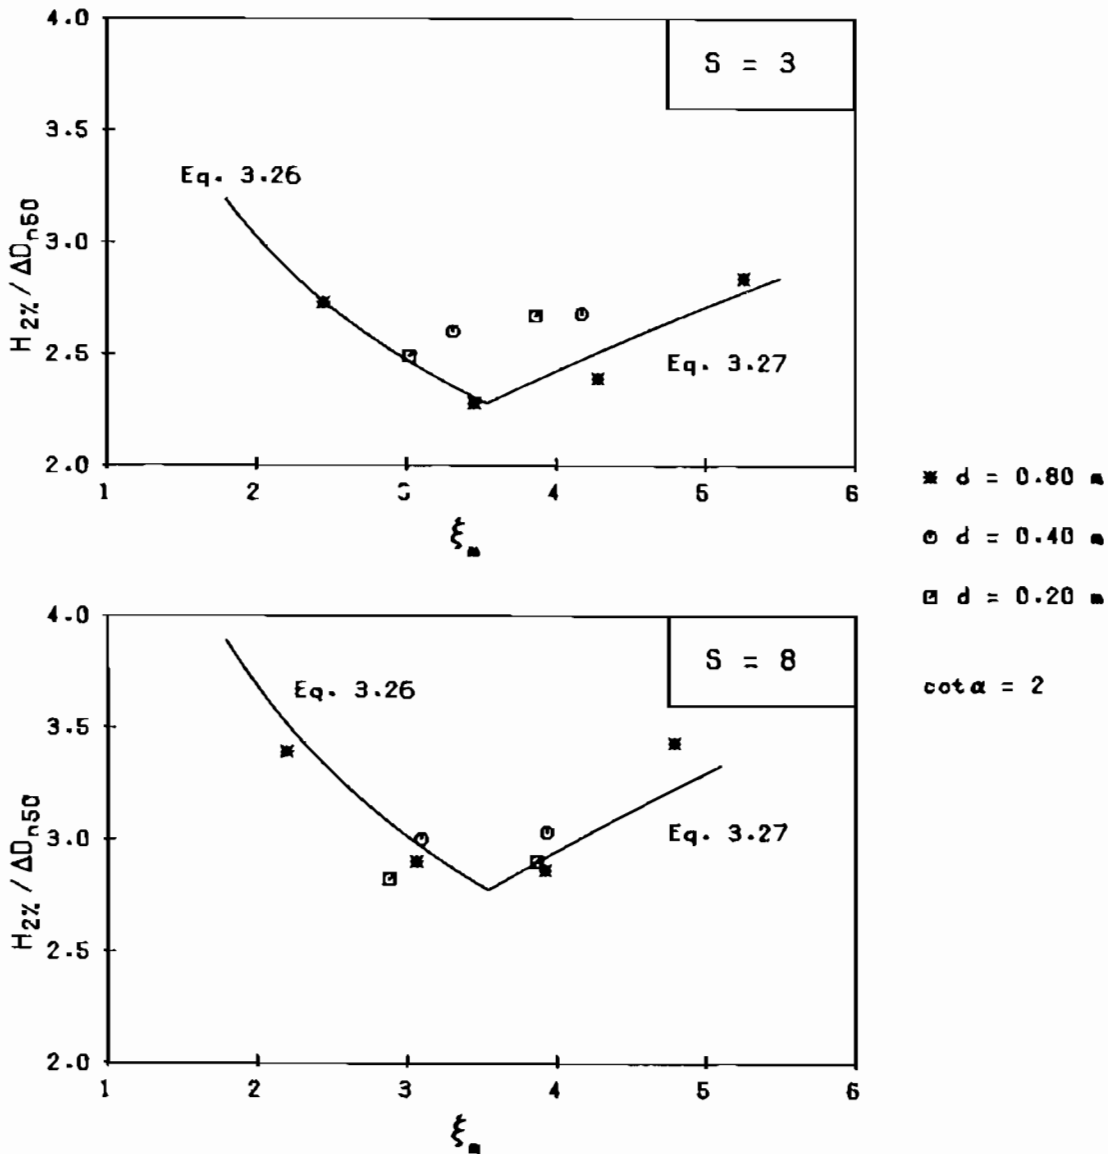 4.0
S = 3
3.5
Eq. 3.26
3.0
H2% / ΔDn50
2.5
Eq. 3.27
2.0
1 2 3 4 5 6
ξm
* d = 0.80 m
o d = 0.40 m
□ d = 0.20 m
cot α = 2
4.0
S = 8
Eq. 3.26
3.5
H2% / ΔDn50
3.0
Eq. 3.27
2.5
2.0
1 2 3 4 5 6
ξm